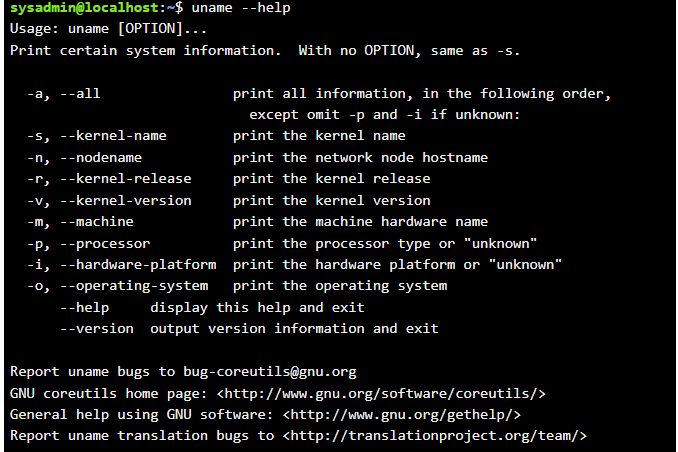 sysadmin@localhost:~$ uname --help
Usage: uname [OPTION]...
Print certain system information.  With no OPTION, same as -s.

  -a, --all                print all information, in the following order,
                             except omit -p and -i if unknown:
  -s, --kernel-name        print the kernel name
  -n, --nodename           print the network node hostname
  -r, --kernel-release     print the kernel release
  -v, --kernel-version     print the kernel version
  -m, --machine            print the machine hardware name
  -p, --processor          print the processor type or "unknown"
  -i, --hardware-platform  print the hardware platform or "unknown"
  -o, --operating-system   print the operating system
      --help     display this help and exit
      --version  output version information and exit

Report uname bugs to bug-coreutils@gnu.org
GNU coreutils home page: <http://www.gnu.org/software/coreutils/>
General help using GNU software: <http://www.gnu.org/gethelp/>
Report uname translation bugs to <http://translationproject.org/team/>